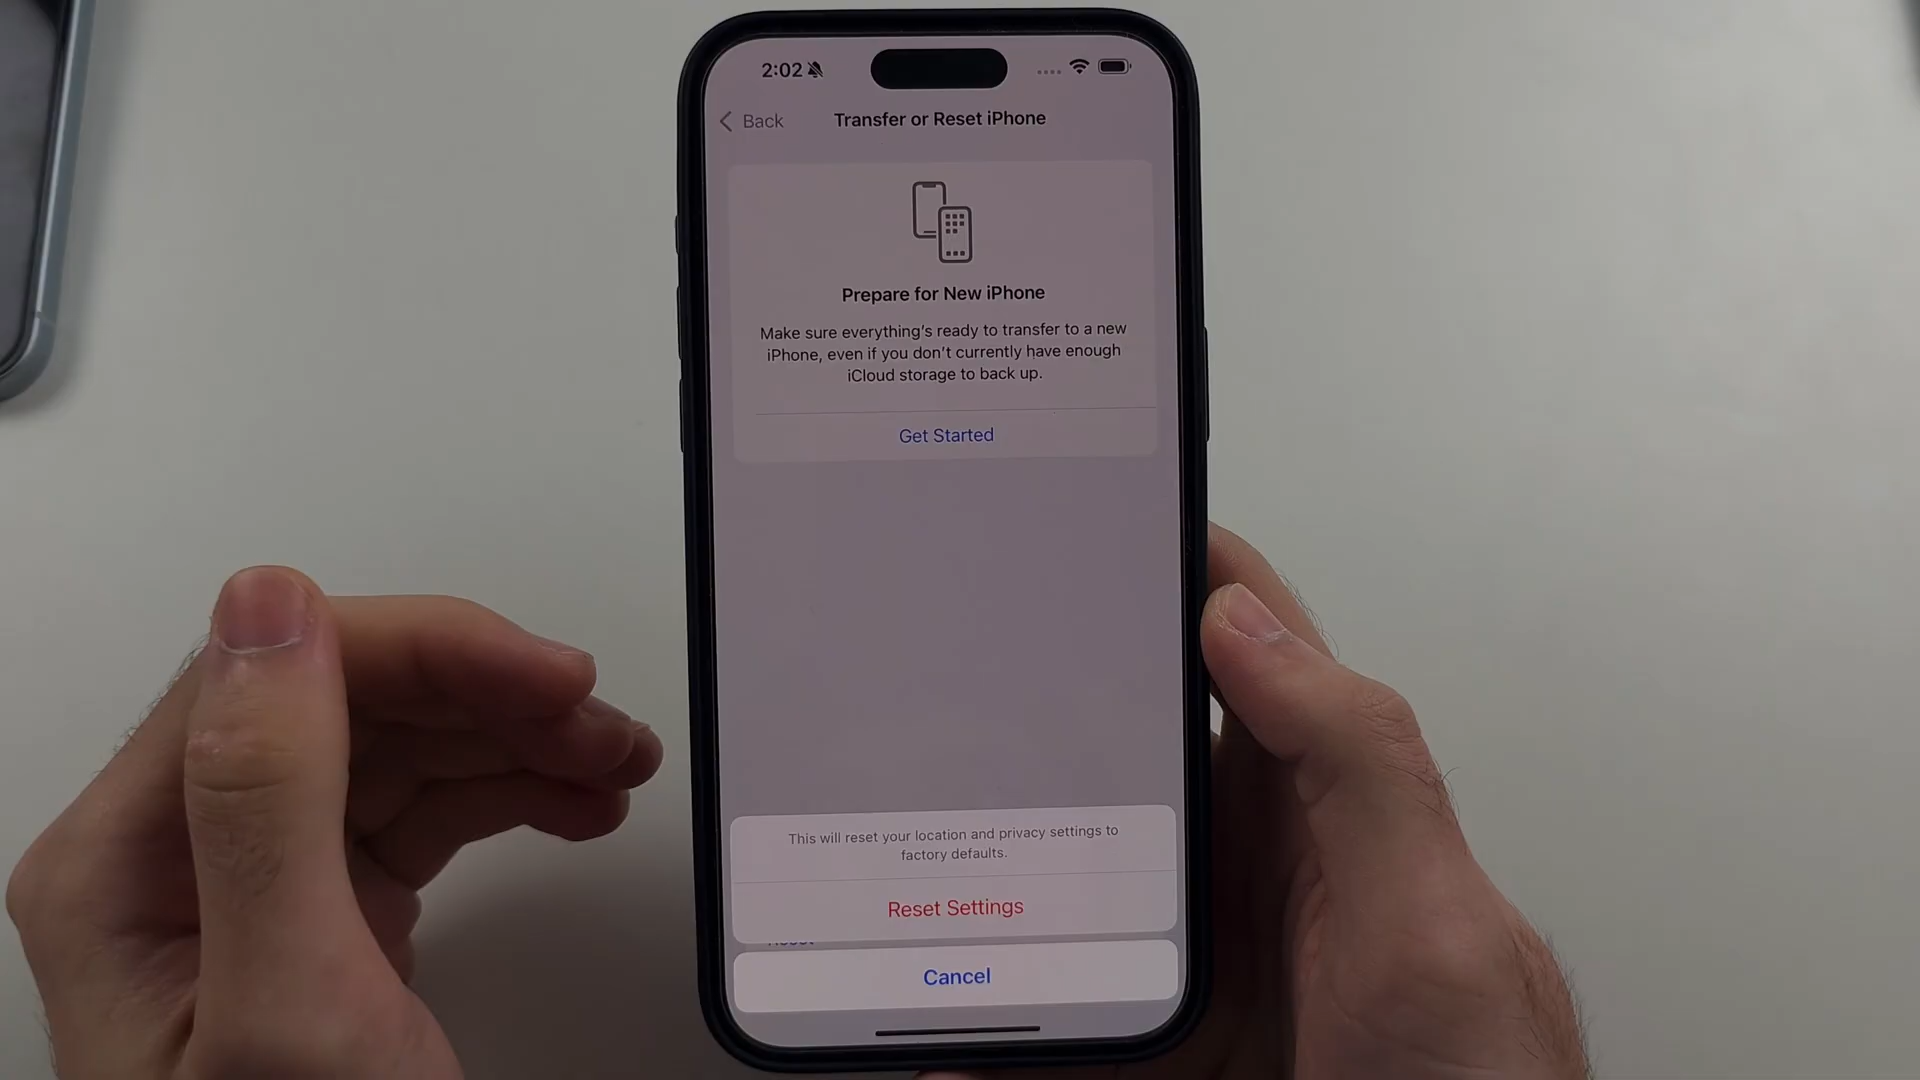 2:02
Back
Transfer or Reset iPhone
Prepare for New iPhone
Make sure everything's ready to transfer to a new
iPhone, even if you don't currently have enough
iCloud storage to back up.
Get Started
This will reset your location and privacy settings to
factory defaults.
Reset Settings
Cancel